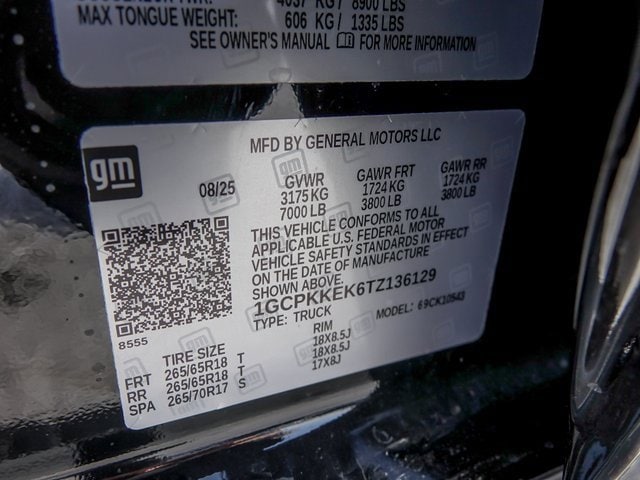 4037 KG / 8900 LBS
MAX TONGUE WEIGHT: 606 KG / 1335 LBS
SEE OWNER'S MANUAL FOR MORE INFORMATION
MFD BY GENERAL MOTORS LLC
gm
08/25
GVWR GAWR FRT GAWR RR
3175 KG 1724 KG 1724 KG
7000 LB 3800 LB 3800 LB
THIS VEHICLE CONFORMS TO ALL
APPLICABLE U.S. FEDERAL MOTOR
VEHICLE SAFETY STANDARDS IN EFFECT
ON THE DATE OF MANUFACTURE
SHOWN ABOVE.
1GCPKKEK6TZ136129
TYPE: TRUCK MODEL: 69CK10543
8555
TIRE SIZE RIM
FRT 265/65R18 T 18X8.5J
RR 265/65R18 T 18X8.5J
SPA 265/70R17 S 17X8J